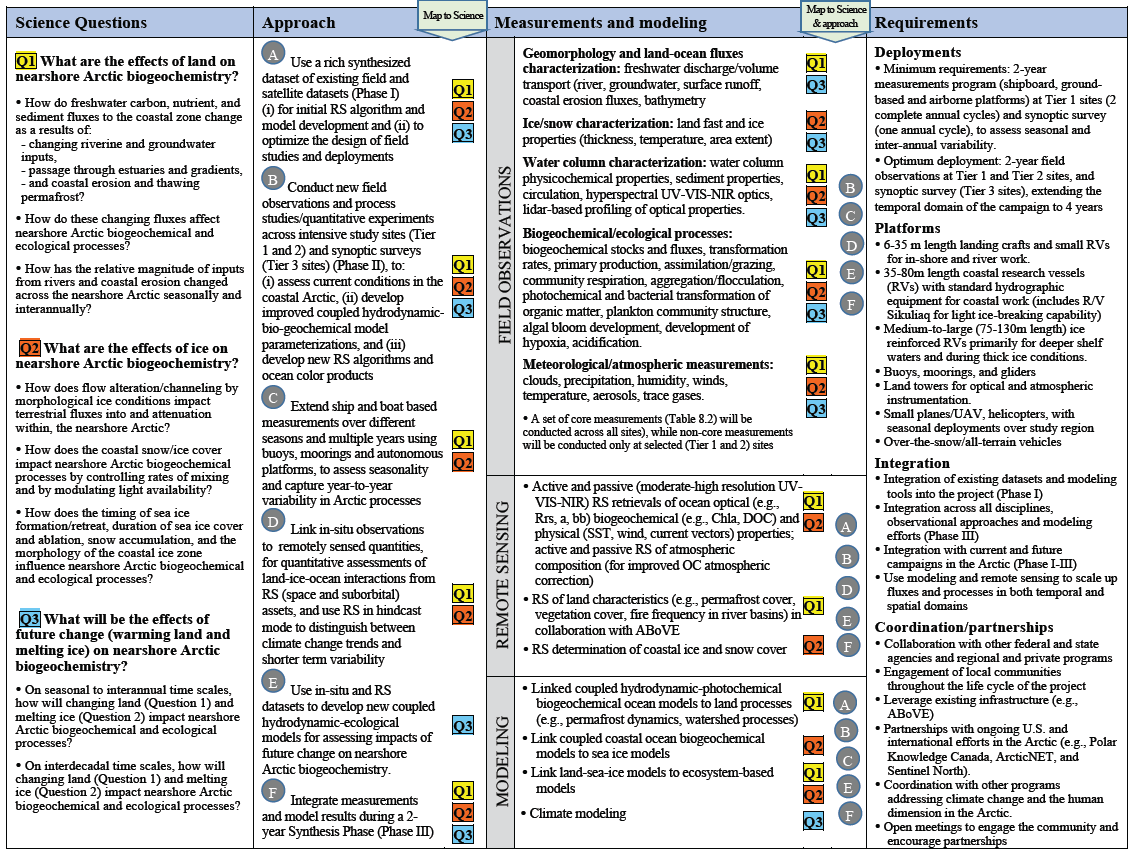 Science Questions
Approach
Map to Science
Measurements and modeling
Map to Science
& approach
Requirements
Q1 What are the effects of land on
nearshore Arctic biogeochemistry?
• How do freshwater carbon, nutrient, and
sediment fluxes to the coastal zone change
as a results of:
- changing riverine and groundwater
inputs,
- passage through estuaries and gradients,
- and coastal erosion and thawing
permafrost?
• How do these changing fluxes affect
nearshore Arctic biogeochemical and
ecological processes?
• How has the relative magnitude of inputs
from rivers and coastal erosion changed
across the nearshore Arctic seasonally and
interannually?
Q2 What are the effects of ice on
nearshore Arctic biogeochemistry?
• How does flow alteration/channeling by
morphological ice conditions impact
terrestrial fluxes into and attenuation
within, the nearshore Arctic?
• How does the coastal snow/ice cover
impact nearshore Arctic biogeochemical
processes by controlling rates of mixing
and by modulating light availability?
• How does the timing of sea ice
formation/retreat, duration of sea ice cover
and ablation, snow accumulation, and the
morphology of the coastal ice zone
influence nearshore Arctic biogeochemical
and ecological processes?
Q3 What will be the effects of
future change (warming land and
melting ice) on nearshore Arctic
biogeochemistry?
• On seasonal to interannual time scales,
how will changing land (Question 1) and
melting ice (Question 2) impact nearshore
Arctic biogeochemical and ecological
processes?
• On interdecadal time scales, how will
changing land (Question 1) and melting
ice (Question 2) impact nearshore Arctic
biogeochemical and ecological processes?
A
Use a rich synthesized
dataset of existing field and
satellite datasets (Phase I)
(i) for initial RS algorithm and
model development and (ii) to
optimize the design of field
studies and deployments
Q1
Q2
Q3
B
Conduct new field
observations and process
studies/quantitative experiments
across intensive study sites (Tier
1 and 2) and synoptic surveys
(Tier 3 sites) (Phase II), to:
(i) assess current conditions in the
coastal Arctic, (ii) develop
improved coupled hydrodynamic-
bio-geochemical model
parameterizations, and (iii)
develop new RS algorithms and
ocean color products
Q1
Q2
Q3
C
Extend ship and boat based
measurements over different
seasons and multiple years using
buoys, moorings and autonomous
platforms, to assess seasonality
and capture year-to-year
variability in Arctic processes
Q1
Q2
D
Link in-situ observations
to remotely sensed quantities,
for quantitative assessments of
land-ice-ocean interactions from
RS (space and suborbital)
assets, and use RS in hindcast
mode to distinguish between
climate change trends and
shorter term variability
Q1
Q2
E
Use in-situ and RS
datasets to develop new coupled
hydrodynamic-ecological
models for assessing impacts of
future change on nearshore
Arctic biogeochemistry.
Q3
F
Integrate measurements
and model results during a 2-
year Synthesis Phase (Phase III)
Q1
Q2
Q3
FIELD OBSERVATIONS
Geomorphology and land-ocean fluxes
characterization: freshwater discharge/volume
transport (river, groundwater, surface runoff,
coastal erosion fluxes, bathymetry
Q1
Q3
Ice/snow characterization: land fast and ice
properties (thickness, temperature, area extent)
Q2
Q3
Water column characterization: water column
physicochemical properties, sediment properties,
circulation, hyperspectral UV-VIS-NIR optics,
lidar-based profiling of optical properties.
Q1
Q2
Q3
Biogeochemical/ecological processes:
biogeochemical stocks and fluxes, transformation
rates, primary production, assimilation/grazing,
community respiration, aggregation/flocculation,
photochemical and bacterial transformation of
organic matter, plankton community structure,
algal bloom development, development of
hypoxia, acidification.
Q1
Q2
Q3
Meteorological/atmospheric measurements:
clouds, precipitation, humidity, winds,
temperature, aerosols, trace gases.
Q1
Q2
Q3
• A set of core measurements (Table 8.2) will be
conducted across all sites), while non-core measurements
will be conducted only at selected (Tier 1 and 2) sites
B
C
D
E
F
REMOTE SENSING
• Active and passive (moderate-high resolution UV-
VIS-NIR) RS retrievals of ocean optical (e.g.,
Rrs, a, bb) biogeochemical (e.g., Chla, DOC) and
physical (SST, wind, current vectors) properties;
active and passive RS of atmospheric
composition (for improved OC atmospheric
correction)
Q1
Q2
• RS of land characteristics (e.g., permafrost cover,
vegetation cover, fire frequency in river basins) in
collaboration with ABoVE
Q1
• RS determination of coastal ice and snow cover
Q2
A
B
D
E
F
MODELING
• Linked coupled hydrodynamic-photochemical
biogeochemical ocean models to land processes
(e.g., permafrost dynamics, watershed processes)
Q1
• Link coupled coastal ocean biogeochemical
models to sea ice models
Q2
• Link land-sea-ice models to ecosystem-based
models
Q1
Q2
• Climate modeling
Q3
A
B
C
E
F
Deployments
• Minimum requirements: 2-year
measurements program (shipboard, ground-
based and airborne platforms) at Tier 1 sites (2
complete annual cycles) and synoptic survey
(one annual cycle), to assess seasonal and
inter-annual variability.
• Optimum deployment: 2-year field
observations at Tier 1 and Tier 2 sites, and
synoptic survey (Tier 3 sites), extending the
temporal domain of the campaign to 4 years
Platforms
• 6-35 m length landing crafts and small RVs
for in-shore and river work.
• 35-80m length coastal research vessels
(RVs) with standard hydrographic
equipment for coastal work (includes R/V
Sikuliaq for light ice-breaking capability)
• Medium-to-large (75-130m length) ice
reinforced RVs primarily for deeper shelf
waters and during thick ice conditions.
• Buoys, moorings, and gliders
• Land towers for optical and atmospheric
instrumentation.
• Small planes/UAV, helicopters, with
seasonal deployments over study region
• Over-the-snow/all-terrain vehicles
Integration
• Integration of existing datasets and modeling
tools into the project (Phase I)
• Integration across all disciplines,
observational approaches and modeling
efforts (Phase III)
• Integration with current and future
campaigns in the Arctic (Phase I-III)
• Use modeling and remote sensing to scale up
fluxes and processes in both temporal and
spatial domains
Coordination/partnerships
• Collaboration with other federal and state
agencies and regional and private programs
• Engagement of local communities
throughout the life cycle of the project
• Leverage existing infrastructure (e.g.,
ABoVE)
• Partnerships with ongoing U.S. and
international efforts in the Arctic (e.g., Polar
Knowledge Canada, ArcticNET, and
Sentinel North).
• Coordination with other programs
addressing climate change and the human
dimension in the Arctic.
• Open meetings to engage the community and
encourage partnerships